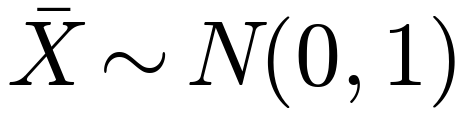 X̄ ∼ N(0, 1)